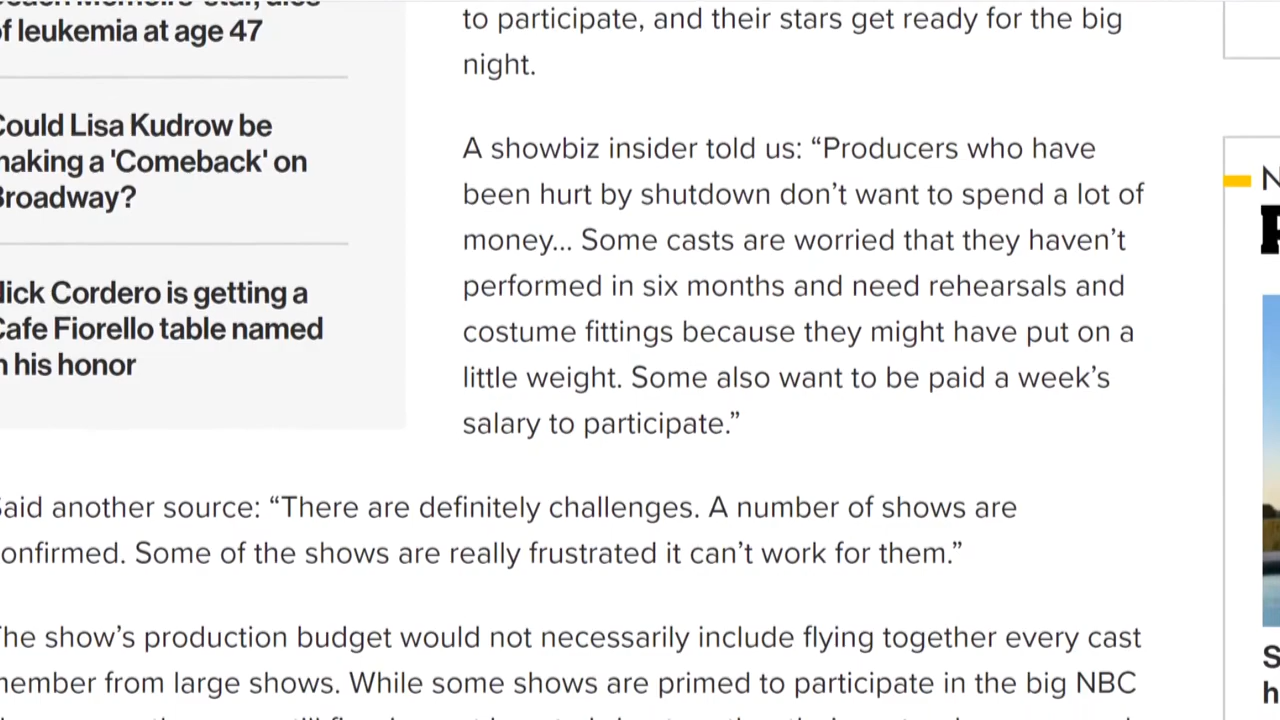 of leukemia at age 47
Could Lisa Kudrow be
making a 'Comeback' on
Broadway?
Nick Cordero is getting a
Cafe Fiorello table named
in his honor
to participate, and their stars get ready for the big
night.
A showbiz insider told us: “Producers who have
been hurt by shutdown don’t want to spend a lot of
money... Some casts are worried that they haven’t
performed in six months and need rehearsals and
costume fittings because they might have put on a
little weight. Some also want to be paid a week’s
salary to participate.”
Said another source: “There are definitely challenges. A number of shows are
confirmed. Some of the shows are really frustrated it can’t work for them.”
The show’s production budget would not necessarily include flying together every cast
member from large shows. While some shows are primed to participate in the big NBC